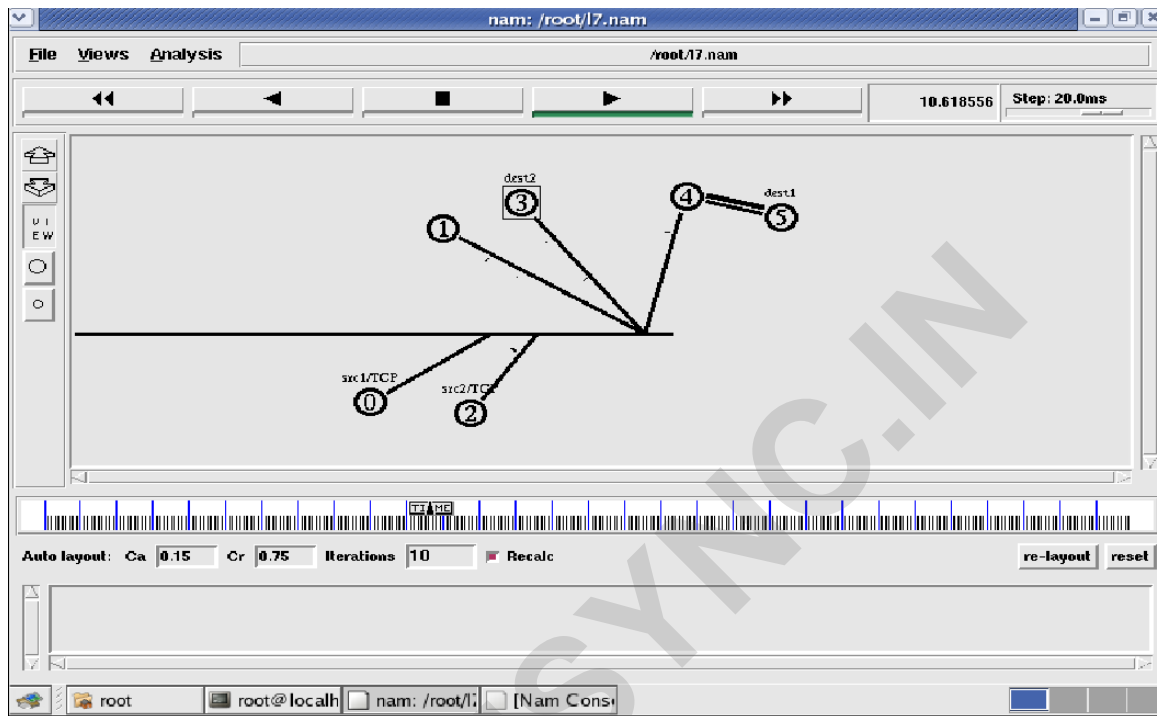 nam: /root/l7.nam
File Views Analysis /root/l7.nam
10.618556 Step: 20.0ms
V I
E W
dest2
3
4
dest1
5
1
src1/TCP
0
src2/TC
2
TIME
Auto layout: Ca 0.15 Cr 0.75 Iterations 10 Recalc re-layout reset
root root@localh nam: /root/l7 [Nam Cons
SYNC.IN